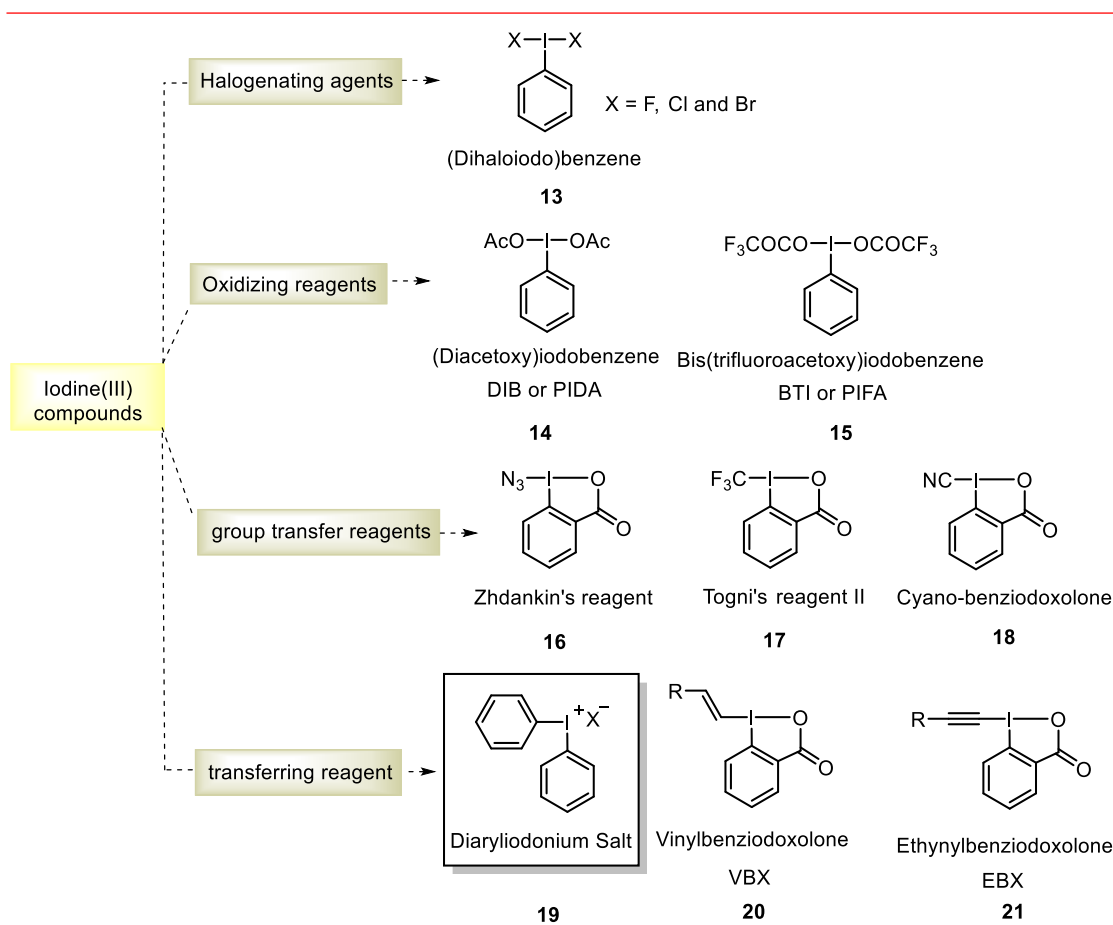 Halogenating agents
X–I–X
X = F, Cl and Br
(Dihaloiodo)benzene
13
Oxidizing reagents
AcO–I–OAc
F₃COCO–I–OCOCF₃
(Diacetoxy)iodobenzene
DIB or PIDA
14
Bis(trifluoroacetoxy)iodobenzene
BTI or PIFA
15
Iodine(III)
compounds
group transfer reagents
N₃ I O
O
Zhdankin's reagent
16
F₃C I O
O
Togni's reagent II
17
NC I O
O
Cyano-benziodoxolone
18
transferring reagent
I⁺X⁻
Diaryliodonium Salt
19
R I O
O
Vinylbenziodoxolone
VBX
20
R I O
O
Ethynylbenziodoxolone
EBX
21